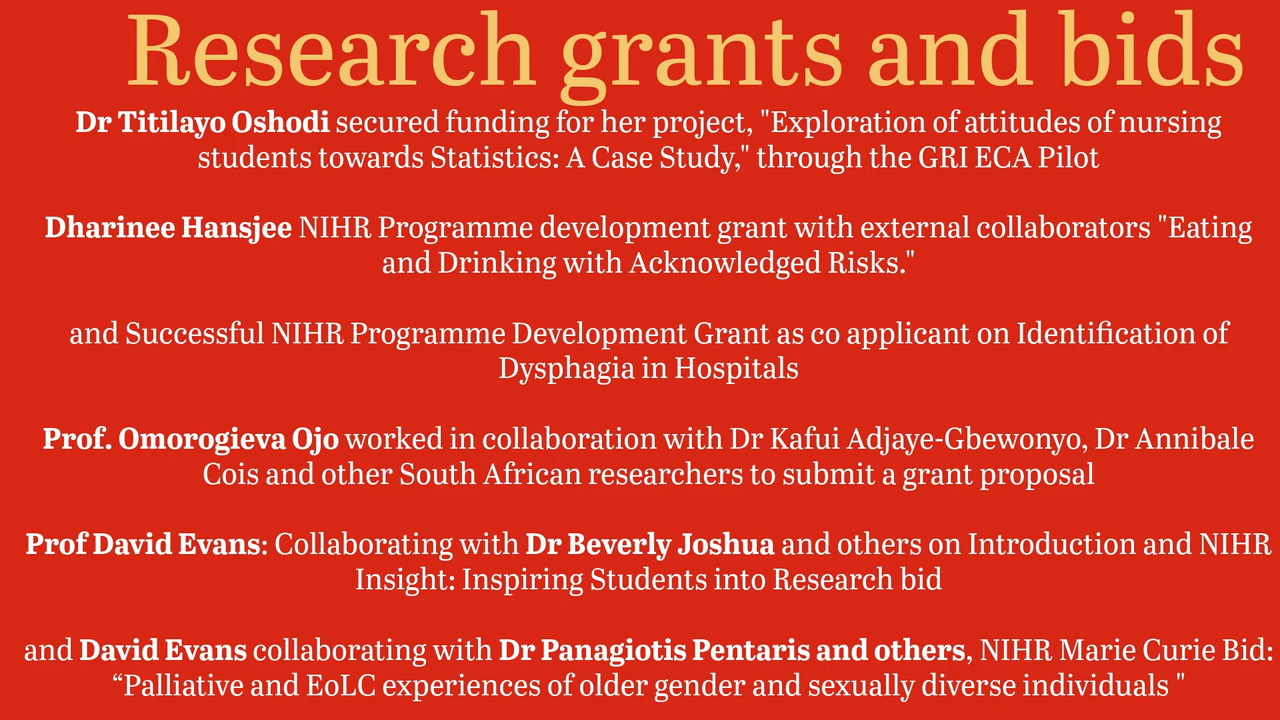 Research grants and bids
Dr Titilayo Oshodi secured funding for her project, "Exploration of attitudes of nursing
students towards Statistics: A Case Study," through the GRI ECA Pilot
Dharinee Hansjee NIHR Programme development grant with external collaborators "Eating
and Drinking with Acknowledged Risks."
and Successful NIHR Programme Development Grant as co applicant on Identification of
Dysphagia in Hospitals
Prof. Omorogieva Ojo worked in collaboration with Dr Kafui Adjaye-Gbewonyo, Dr Annibale
Cois and other South African researchers to submit a grant proposal
Prof David Evans: Collaborating with Dr Beverly Joshua and others on Introduction and NIHR
Insight: Inspiring Students into Research bid
and David Evans collaborating with Dr Panagiotis Pentaris and others, NIHR Marie Curie Bid:
“Palliative and EoLC experiences of older gender and sexually diverse individuals "